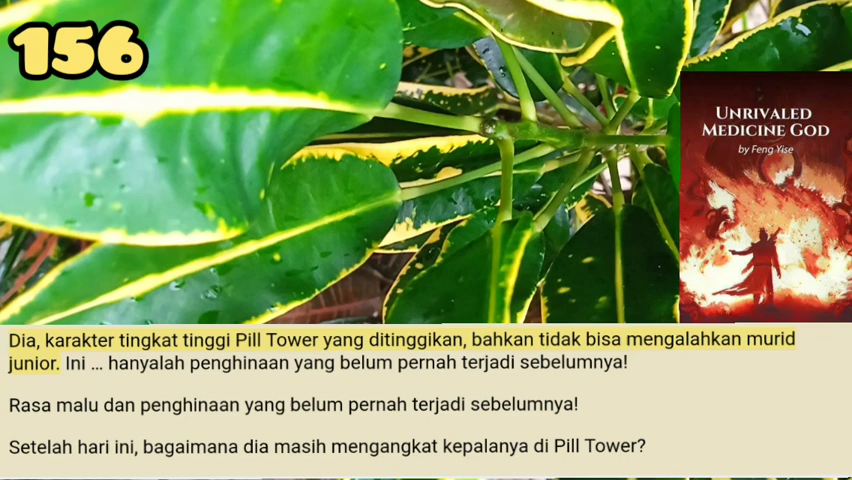 156
UNRIVALED
MEDICINE GOD
by Feng Yise
Dia, karakter tingkat tinggi Pill Tower yang ditinggikan, bahkan tidak bisa mengalahkan murid
junior. Ini ... hanyalah penghinaan yang belum pernah terjadi sebelumnya!
Rasa malu dan penghinaan yang belum pernah terjadi sebelumnya!
Setelah hari ini, bagaimana dia masih mengangkat kepalanya di Pill Tower?